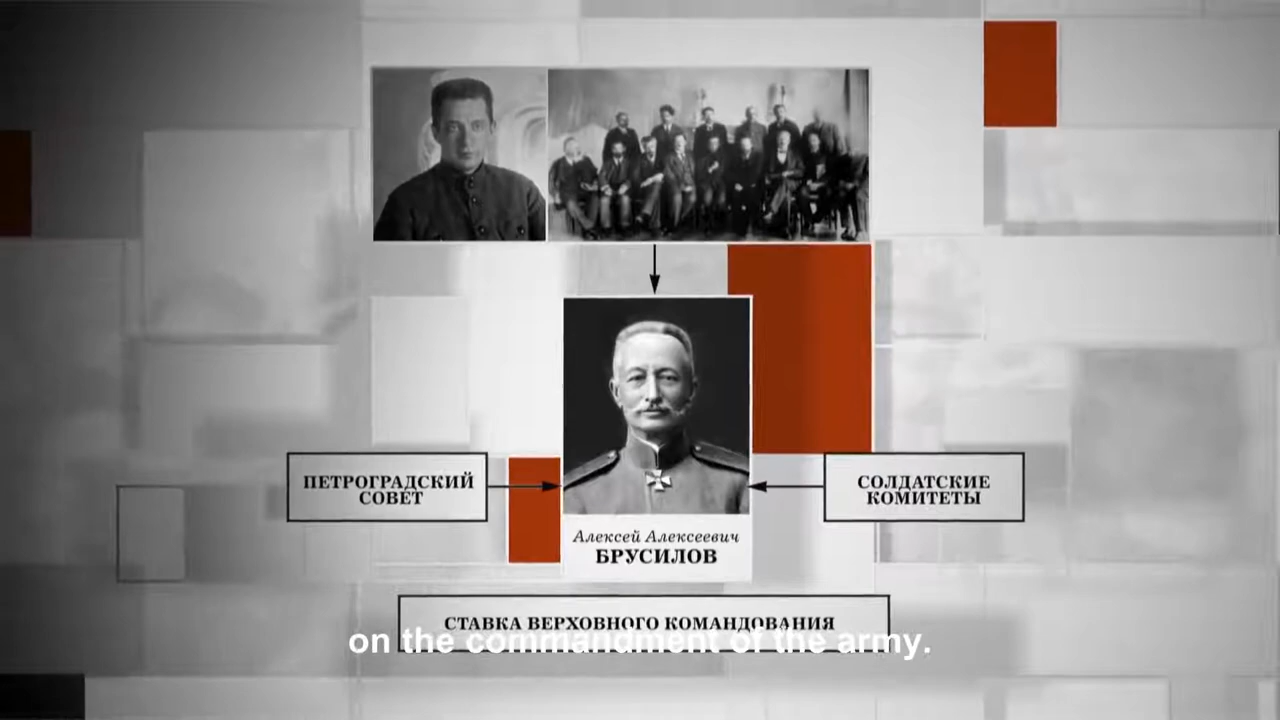 ПЕТРОГРАДСКИЙ
СОВЕТ
СОЛДАТСКИЕ
КОМИТЕТЫ
Алексей Алексеевич
БРУСИЛОВ
СТАВКА ВЕРХОВНОГО КОМАНДОВАНИЯ
on the commandment of the army.